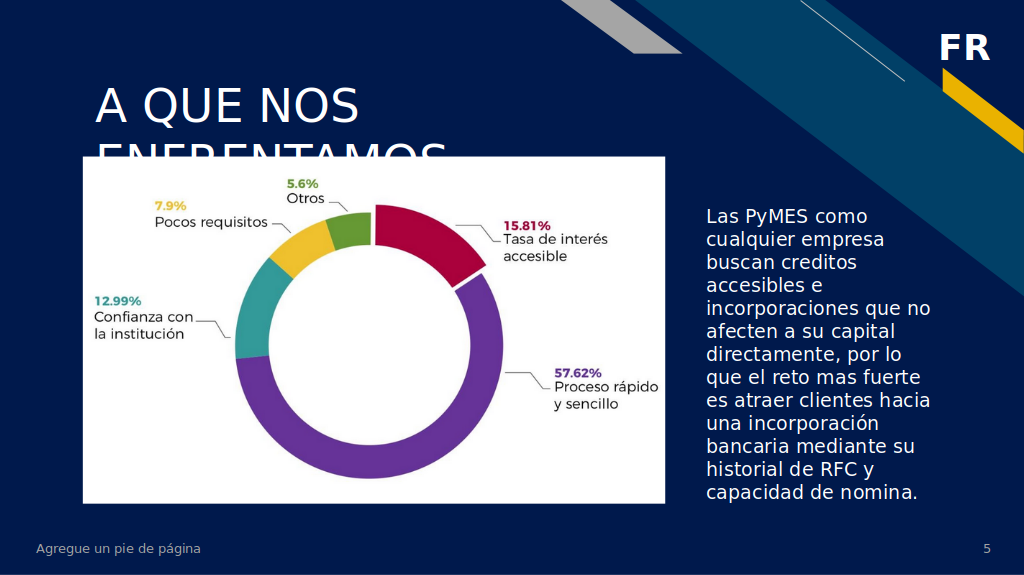 FR
A QUE NOS
ENFRENTAMOS
5.6%
Otros
7.9%
Pocos requisitos
15.81%
Tasa de interés
accesible
12.99%
Confianza con
la institución
57.62%
Proceso rápido
y sencillo
Las PyMES como
cualquier empresa
buscan creditos
accesibles e
incorporaciones que no
afecten a su capital
directamente, por lo
que el reto mas fuerte
es atraer clientes hacia
una incorporación
bancaria mediante su
historial de RFC y
capacidad de nomina.
Agregue un pie de página
5